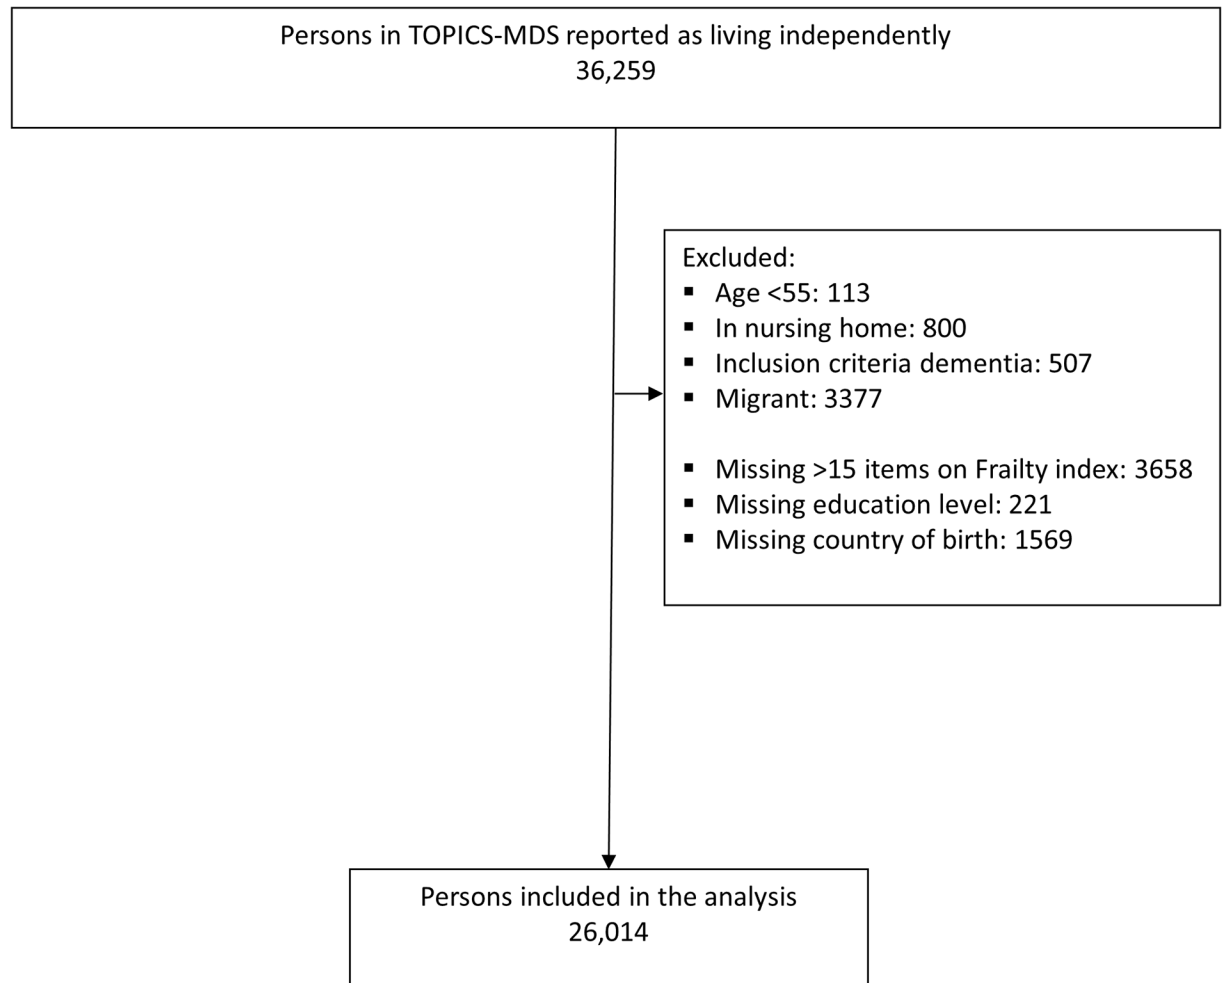 Persons in TOPICS-MDS reported as living independently
36,259
Excluded:
▪ Age <55: 113
▪ In nursing home: 800
▪ Inclusion criteria dementia: 507
▪ Migrant: 3377
▪ Missing >15 items on Frailty index: 3658
▪ Missing education level: 221
▪ Missing country of birth: 1569
Persons included in the analysis
26,014